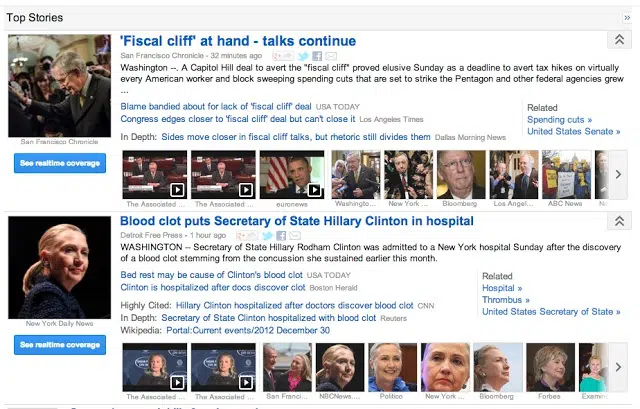 Top Stories
'Fiscal cliff' at hand - talks continue
San Francisco Chronicle - 32 minutes ago
Washington --. A Capitol Hill deal to avert the "fiscal cliff" proved elusive Sunday as a deadline to avert tax hikes on virtually
every American worker and block sweeping spending cuts that are set to strike the Pentagon and other federal agencies grew
...
Blame bandied about for lack of 'fiscal cliff' deal USA TODAY
Congress edges closer to 'fiscal cliff' deal but can't close it Los Angeles Times
In Depth: Sides move closer in fiscal cliff talks, but rhetoric still divides them Dallas Morning News
Related
Spending cuts »
United States Senate »
San Francisco Chronicle
See realtime coverage
The Associated ... The Associated ... euronews Washingto... New York ... Bloomberg Los Angel... ABC News
Blood clot puts Secretary of State Hillary Clinton in hospital
Detroit Free Press - 1 hour ago
WASHINGTON -- Secretary of State Hillary Rodham Clinton was admitted to a New York hospital Sunday after the discovery
of a blood clot stemming from the concussion she sustained earlier this month.
Bed rest may be cause of Clinton's blood clot USA TODAY
Clinton is hospitalized after docs discover clot Boston Herald
Highly Cited: Hillary Clinton hospitalized after doctors discover blood clot CNN
In Depth: Secretary of State Clinton hospitalized with blood clot Reuters
Wikipedia: Portal:Current events/2012 December 30
Related
Hospital »
Thrombus »
United States Secretary of State »
New York Daily News
See realtime coverage
The Associated ... The Associated ... San Franci... NBCNews.... Politico New York ... Bloomberg Forbes Examin